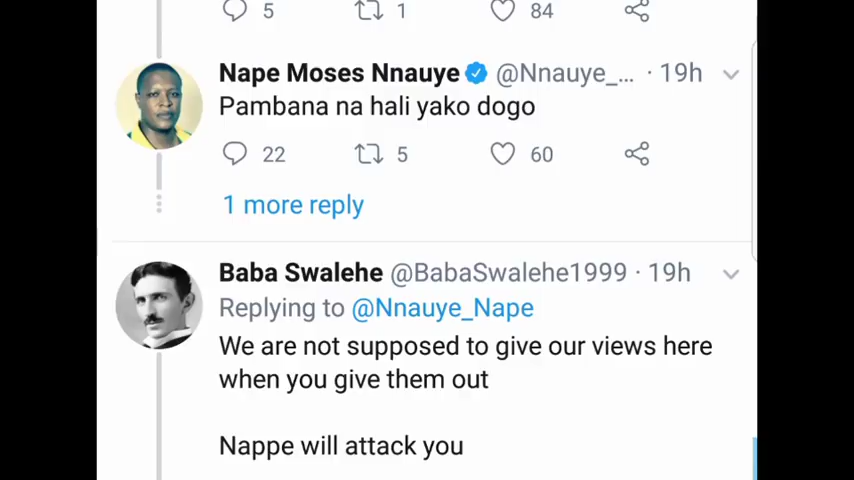 5 1 84
Nape Moses Nnauye @Nnauye_... · 19h
Pambana na hali yako dogo
22 5 60
1 more reply
Baba Swalehe @BabaSwalehe1999 · 19h
Replying to @Nnauye_Nape
We are not supposed to give our views here
when you give them out
Nappe will attack you